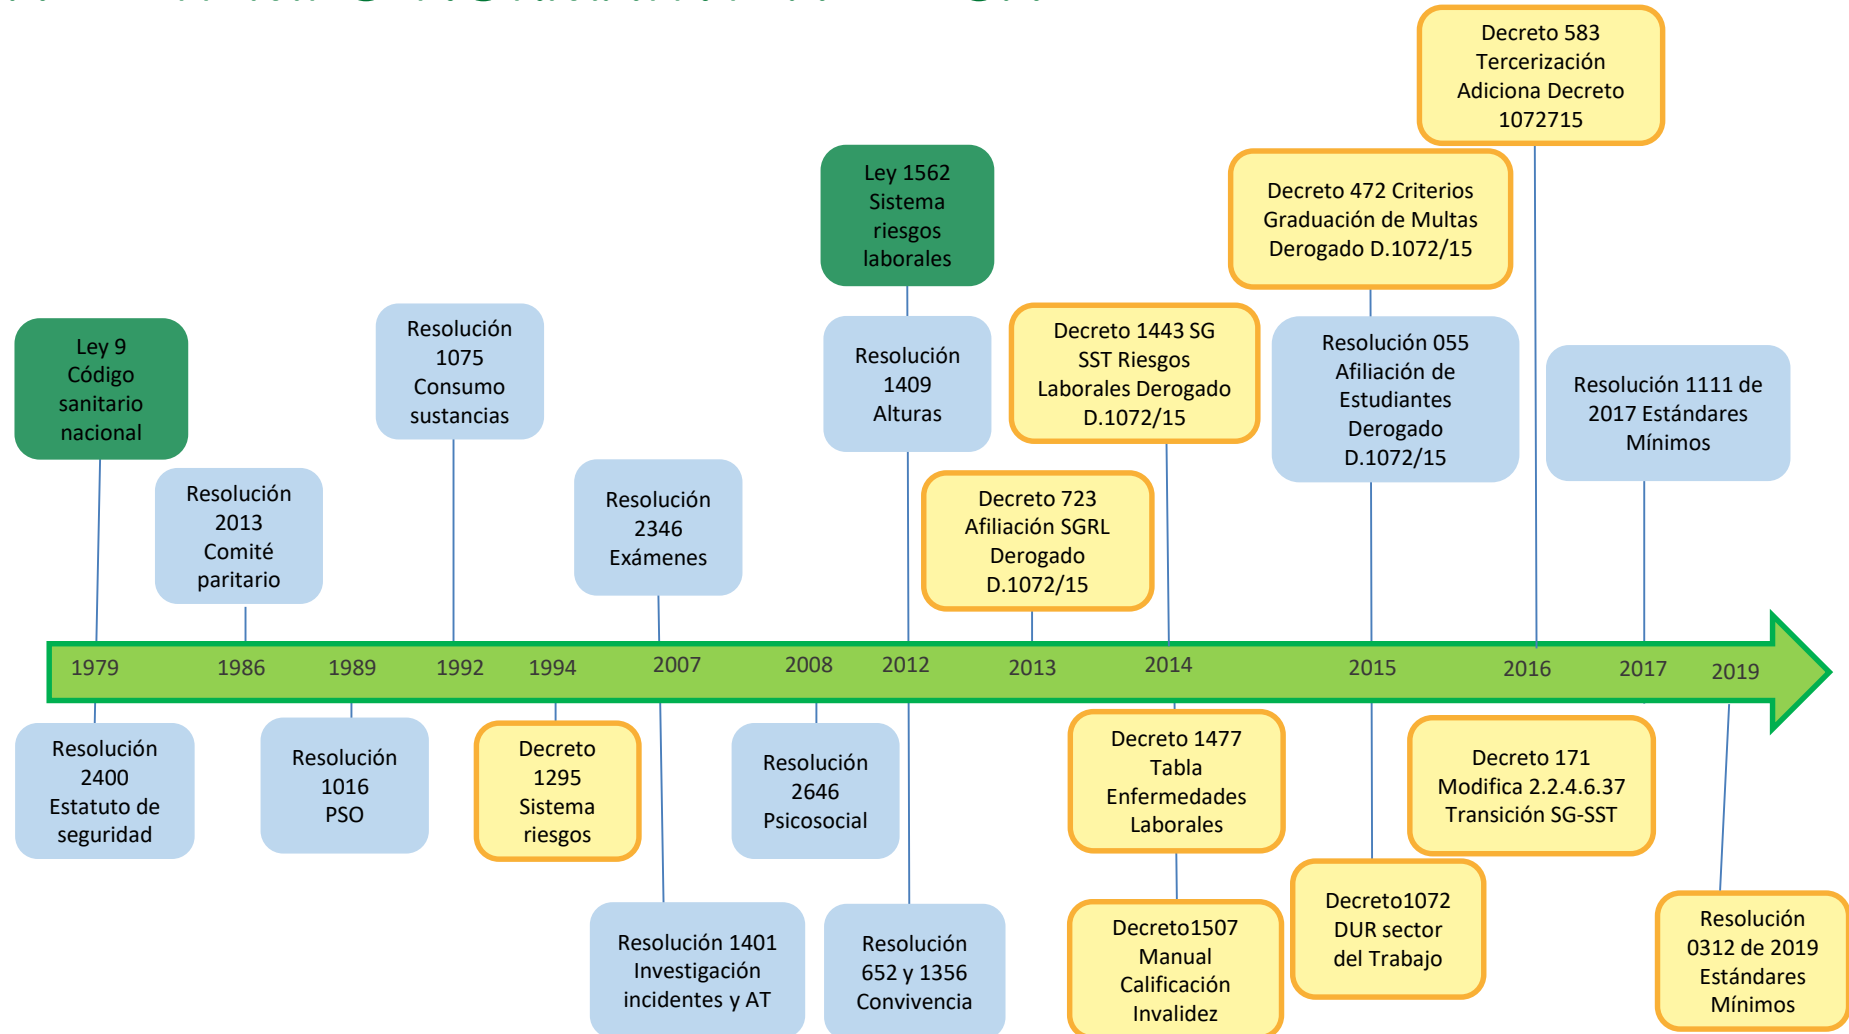 Decreto 583
Tercerización
Adiciona Decreto
1072715
Ley 1562
Sistema
riesgos
laborales
Decreto 472 Criterios
Graduación de Multas
Derogado D.1072/15
Ley 9
Código
sanitario
nacional
Resolución
1075
Consumo
sustancias
Resolución
1409
Alturas
Decreto 1443 SG
SST Riesgos
Laborales Derogado
D.1072/15
Resolución 055
Afiliación de
Estudiantes
Derogado
D.1072/15
Resolución 1111 de
2017 Estándares
Mínimos
Resolución
2013
Comité
paritario
Resolución
2346
Exámenes
Decreto 723
Afiliación SGRL
Derogado
D.1072/15
1979 1986 1989 1992 1994 2007 2008 2012 2013 2014 2015 2016 2017 2019
Resolución
2400
Estatuto de
seguridad
Resolución
1016
PSO
Decreto
1295
Sistema
riesgos
Resolución
2646
Psicosocial
Decreto 1477
Tabla
Enfermedades
Laborales
Decreto 171
Modifica 2.2.4.6.37
Transición SG-SST
Resolución 1401
Investigación
incidentes y AT
Resolución
652 y 1356
Convivencia
Decreto1507
Manual
Calificación
Invalidez
Decreto1072
DUR sector
del Trabajo
Resolución
0312 de 2019
Estándares
Mínimos